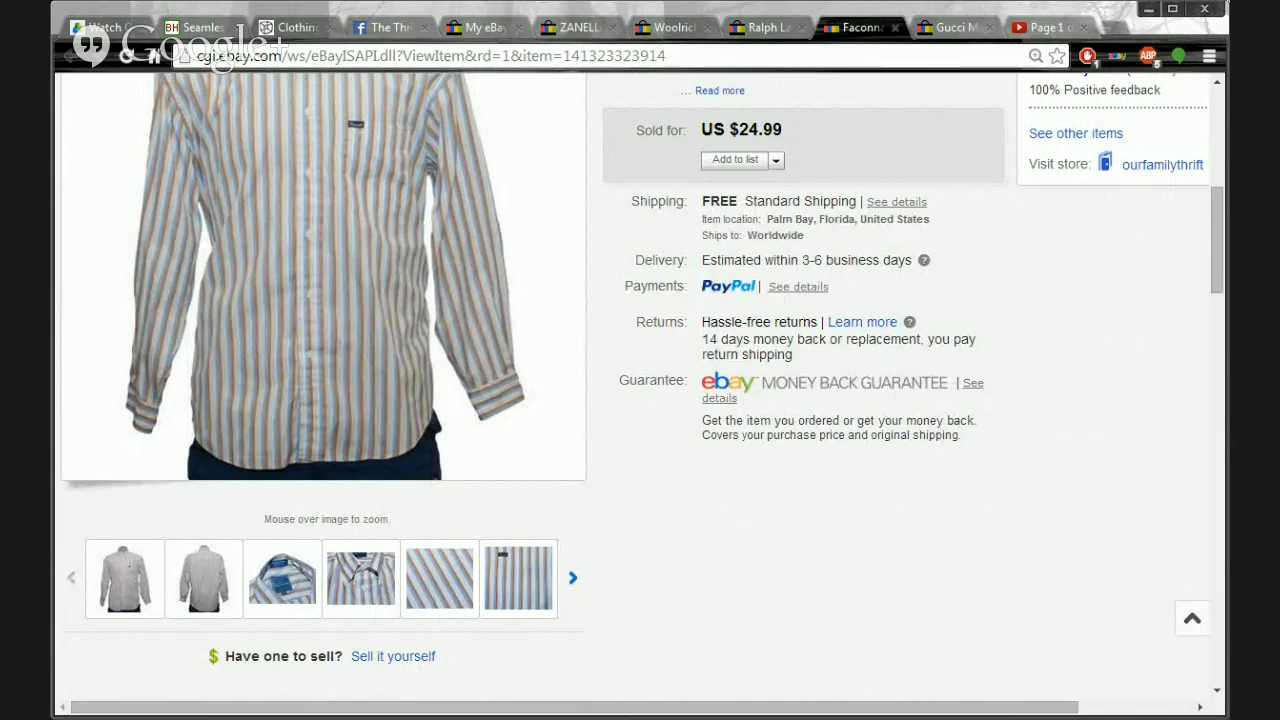 Watch
Seamles
Clothin
The Thr
My eBa
ZANELL
Woolric
Ralph La
Faconna
Gucci M
Page 1 o
Google+
cgi.ebay.com/ws/eBayISAPI.dll?ViewItem&rd=1&item=141323323914
... Read more
100% Positive feedback
Sold for: US $24.99
See other items
Add to list
Visit store: ourfamilythrift
Shipping: FREE Standard Shipping | See details
Item location: Palm Bay, Florida, United States
Ships to: Worldwide
Delivery: Estimated within 3-6 business days
Payments: PayPal | See details
Returns: Hassle-free returns | Learn more
14 days money back or replacement, you pay
return shipping
Guarantee: ebay MONEY BACK GUARANTEE | See
details
Get the item you ordered or get your money back.
Covers your purchase price and original shipping.
Mouse over image to zoom
$ Have one to sell? Sell it yourself